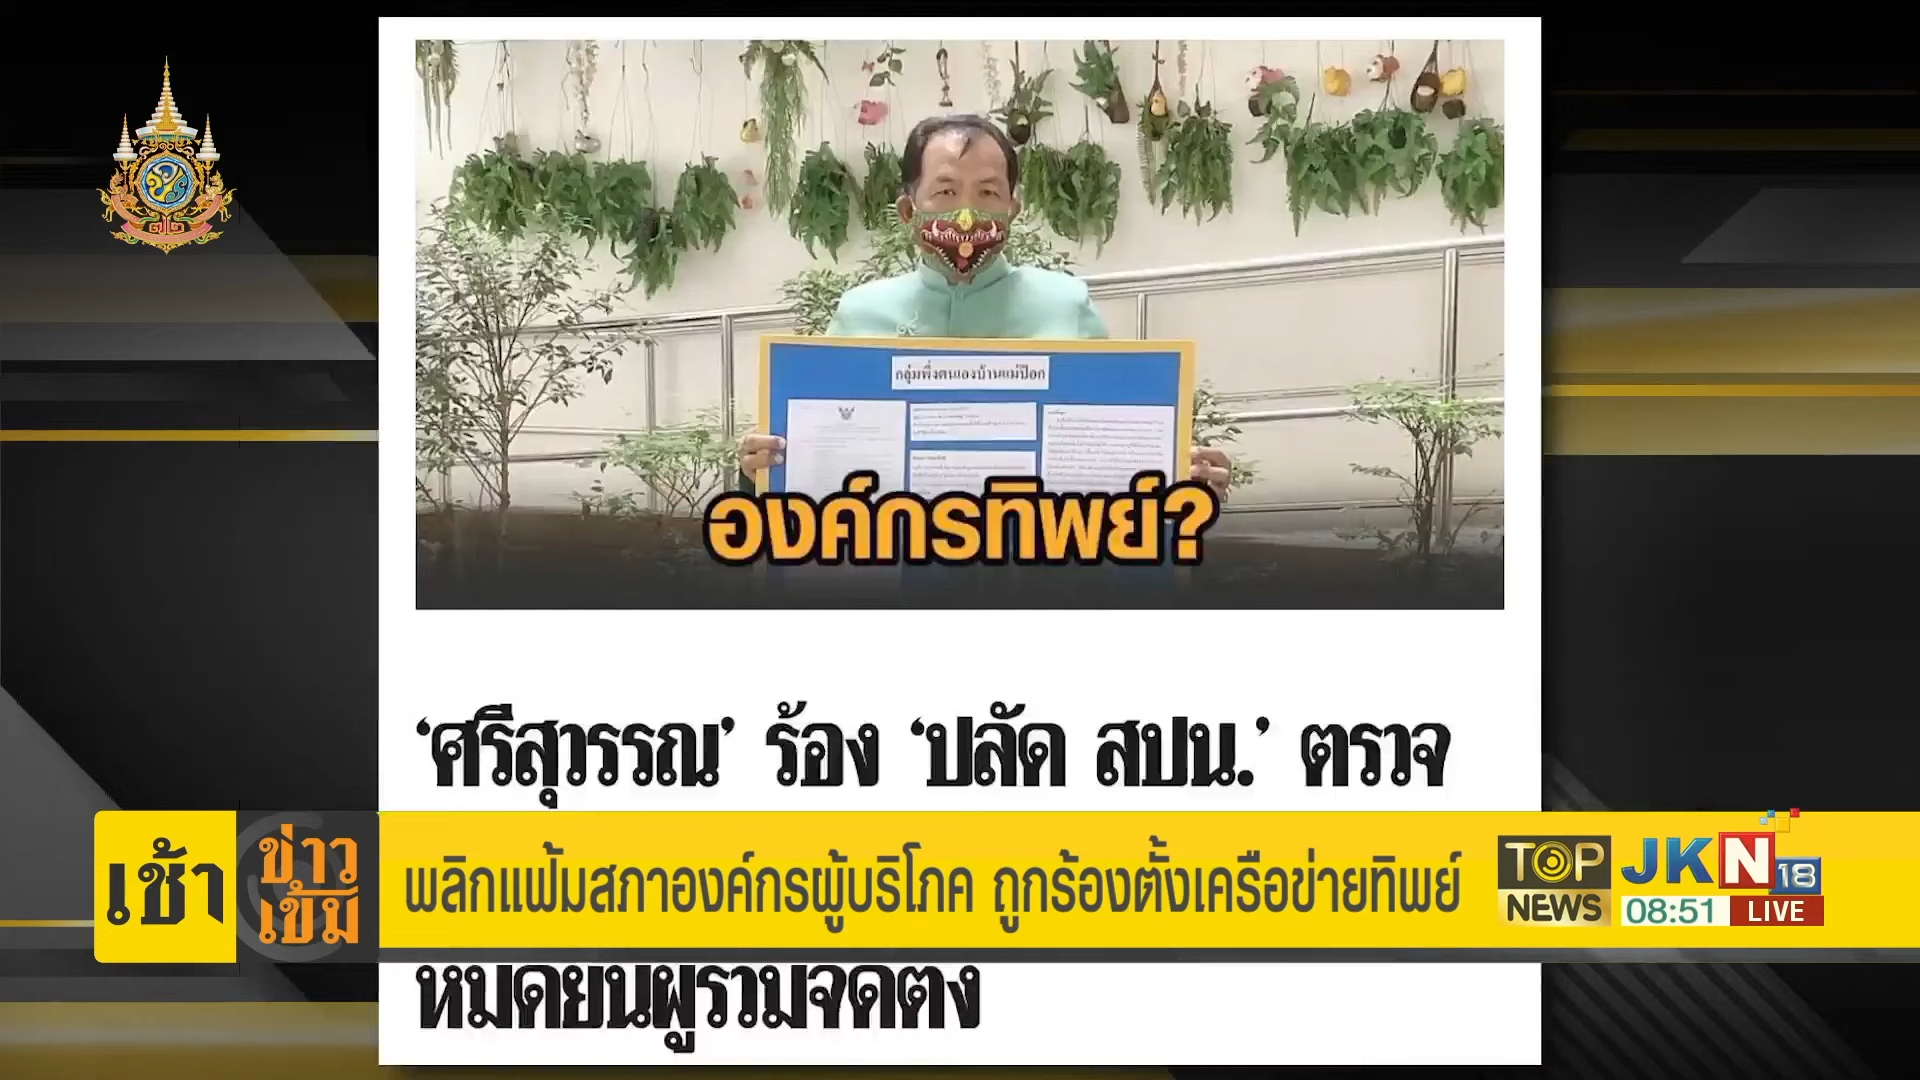 กลุ่มพึ่งตนเองบ้านแม่ป๊อก
องค์กรทิพย์?
‘ศรีสุวรรณ’ ร้อง ‘ปลัด สปน.’ ตรวจ
เช้า ข่าว เข้ม
พลิกแฟ้มสภาองค์กรผู้บริโภค ถูกร้องตั้งเครือข่ายทิพย์
TOP NEWS
JKN 18
08:51 LIVE
หมดยื่นผู้ร่วมจัดตั้ง